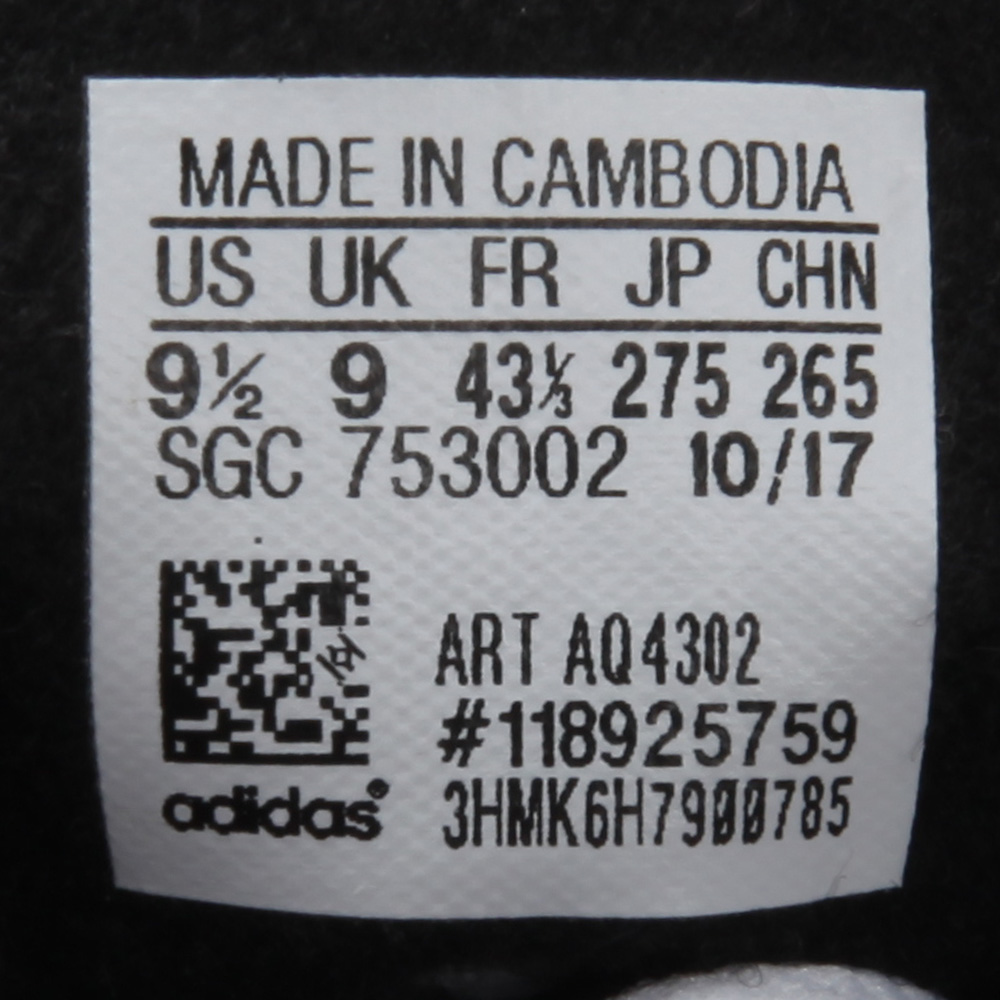 MADE IN CAMBODIA
US UK FR JP CHN
9½ 9 43⅓ 275 265
SGC 753002 10/17
ART AQ4302
#118925759
adidas® 3HMK6H7900785